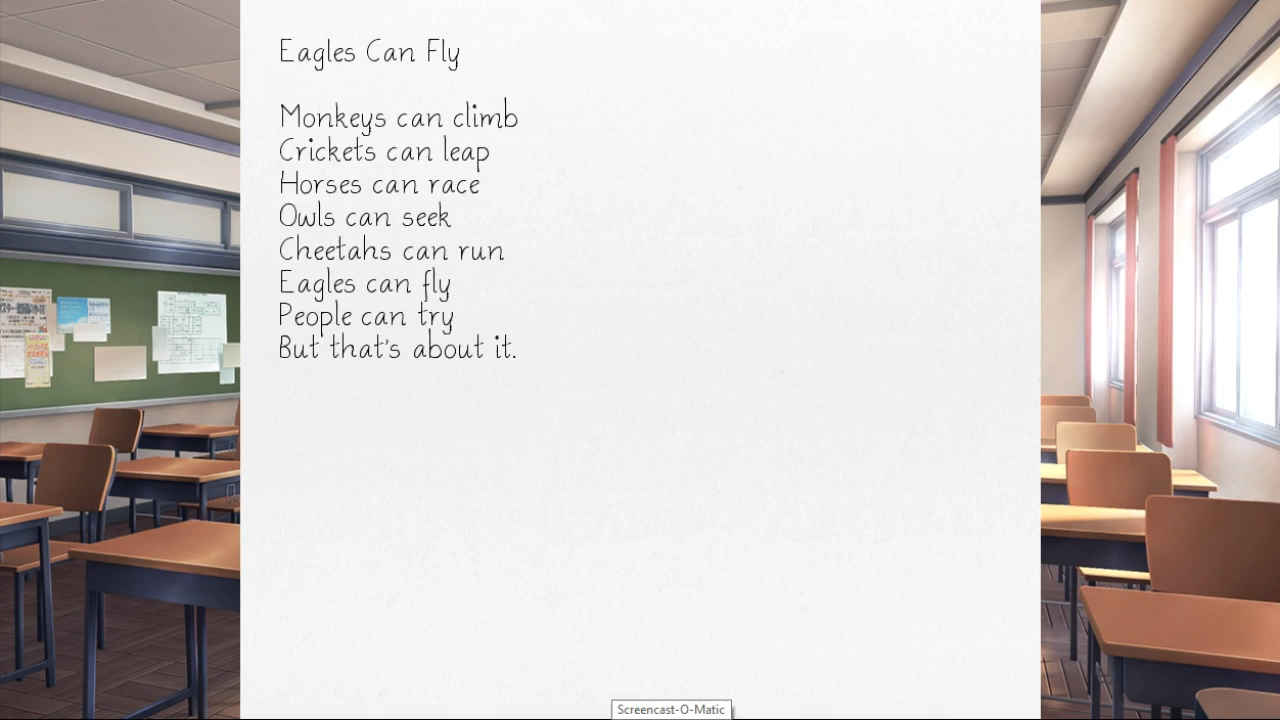 Eagles Can Fly
Monkeys can climb
Crickets can leap
Horses can race
Owls can seek
Cheetahs can run
Eagles can fly
People can try
But that's about it.
Screencast-O-Matic